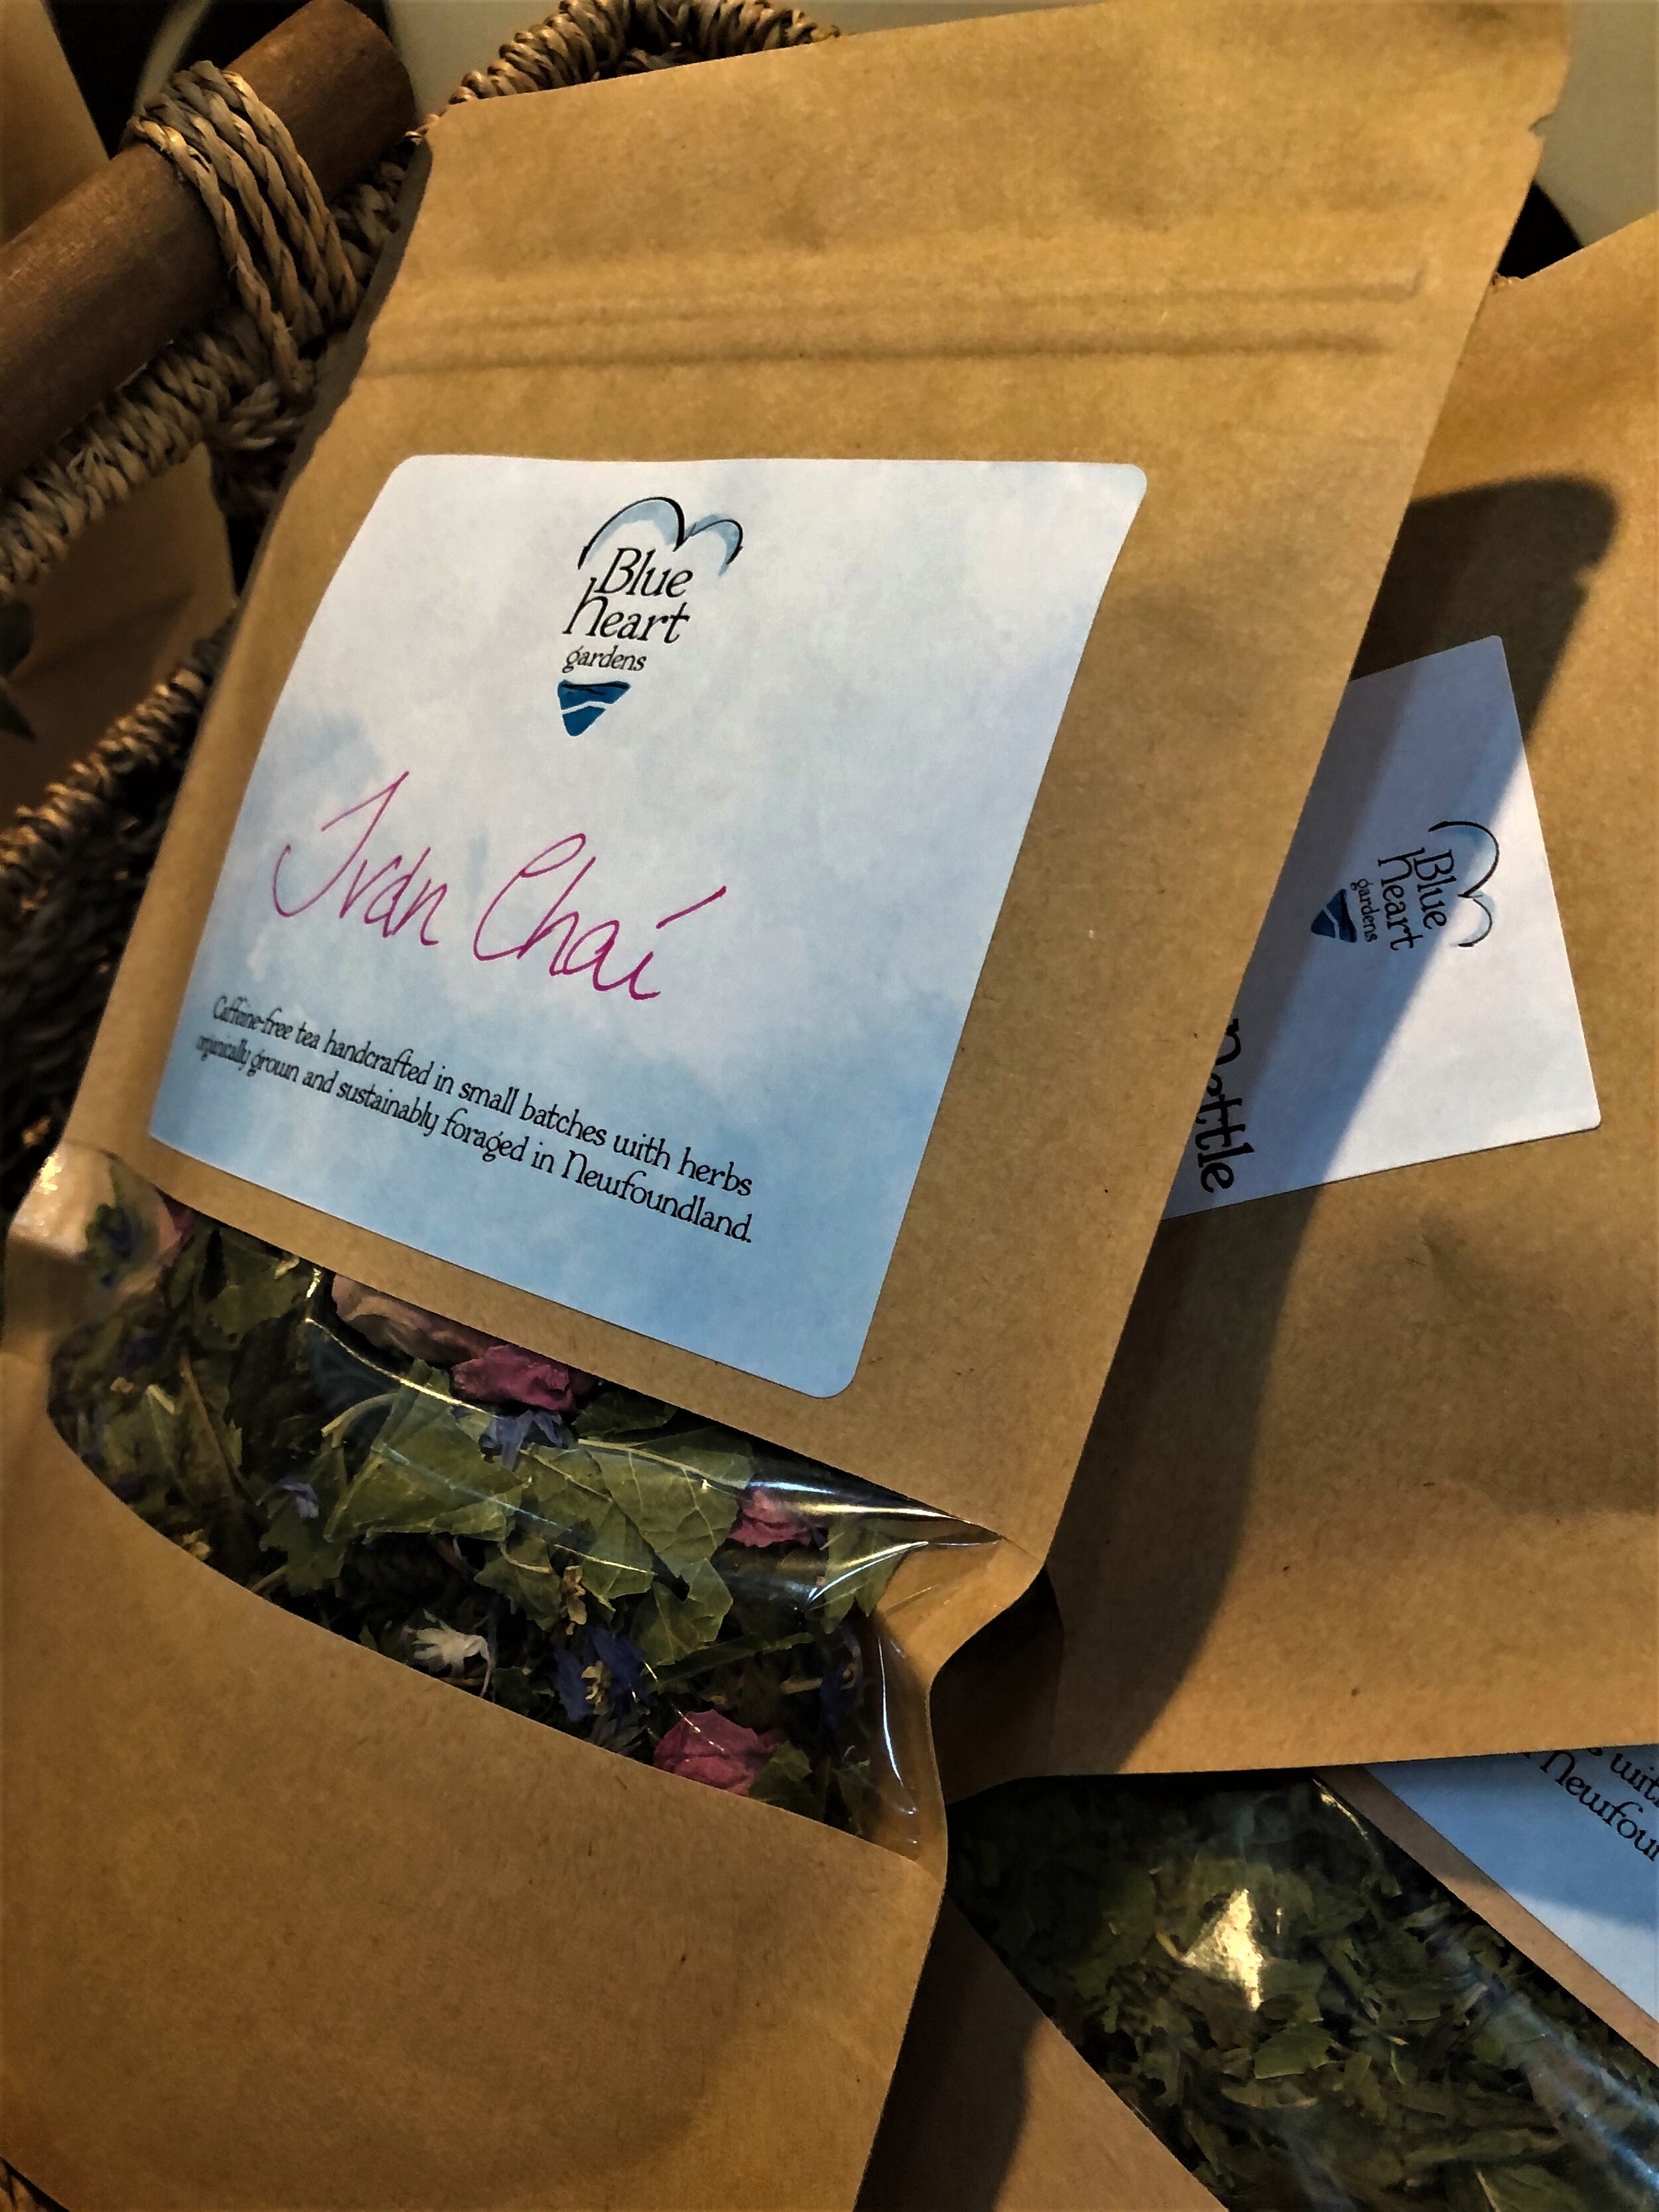 Blue
heart
gardens
Ivan Chai
Caffeine-free tea handcrafted in small batches with herbs
organically grown and sustainably foraged in Newfoundland.
Blue
heart
gardens
Nettle